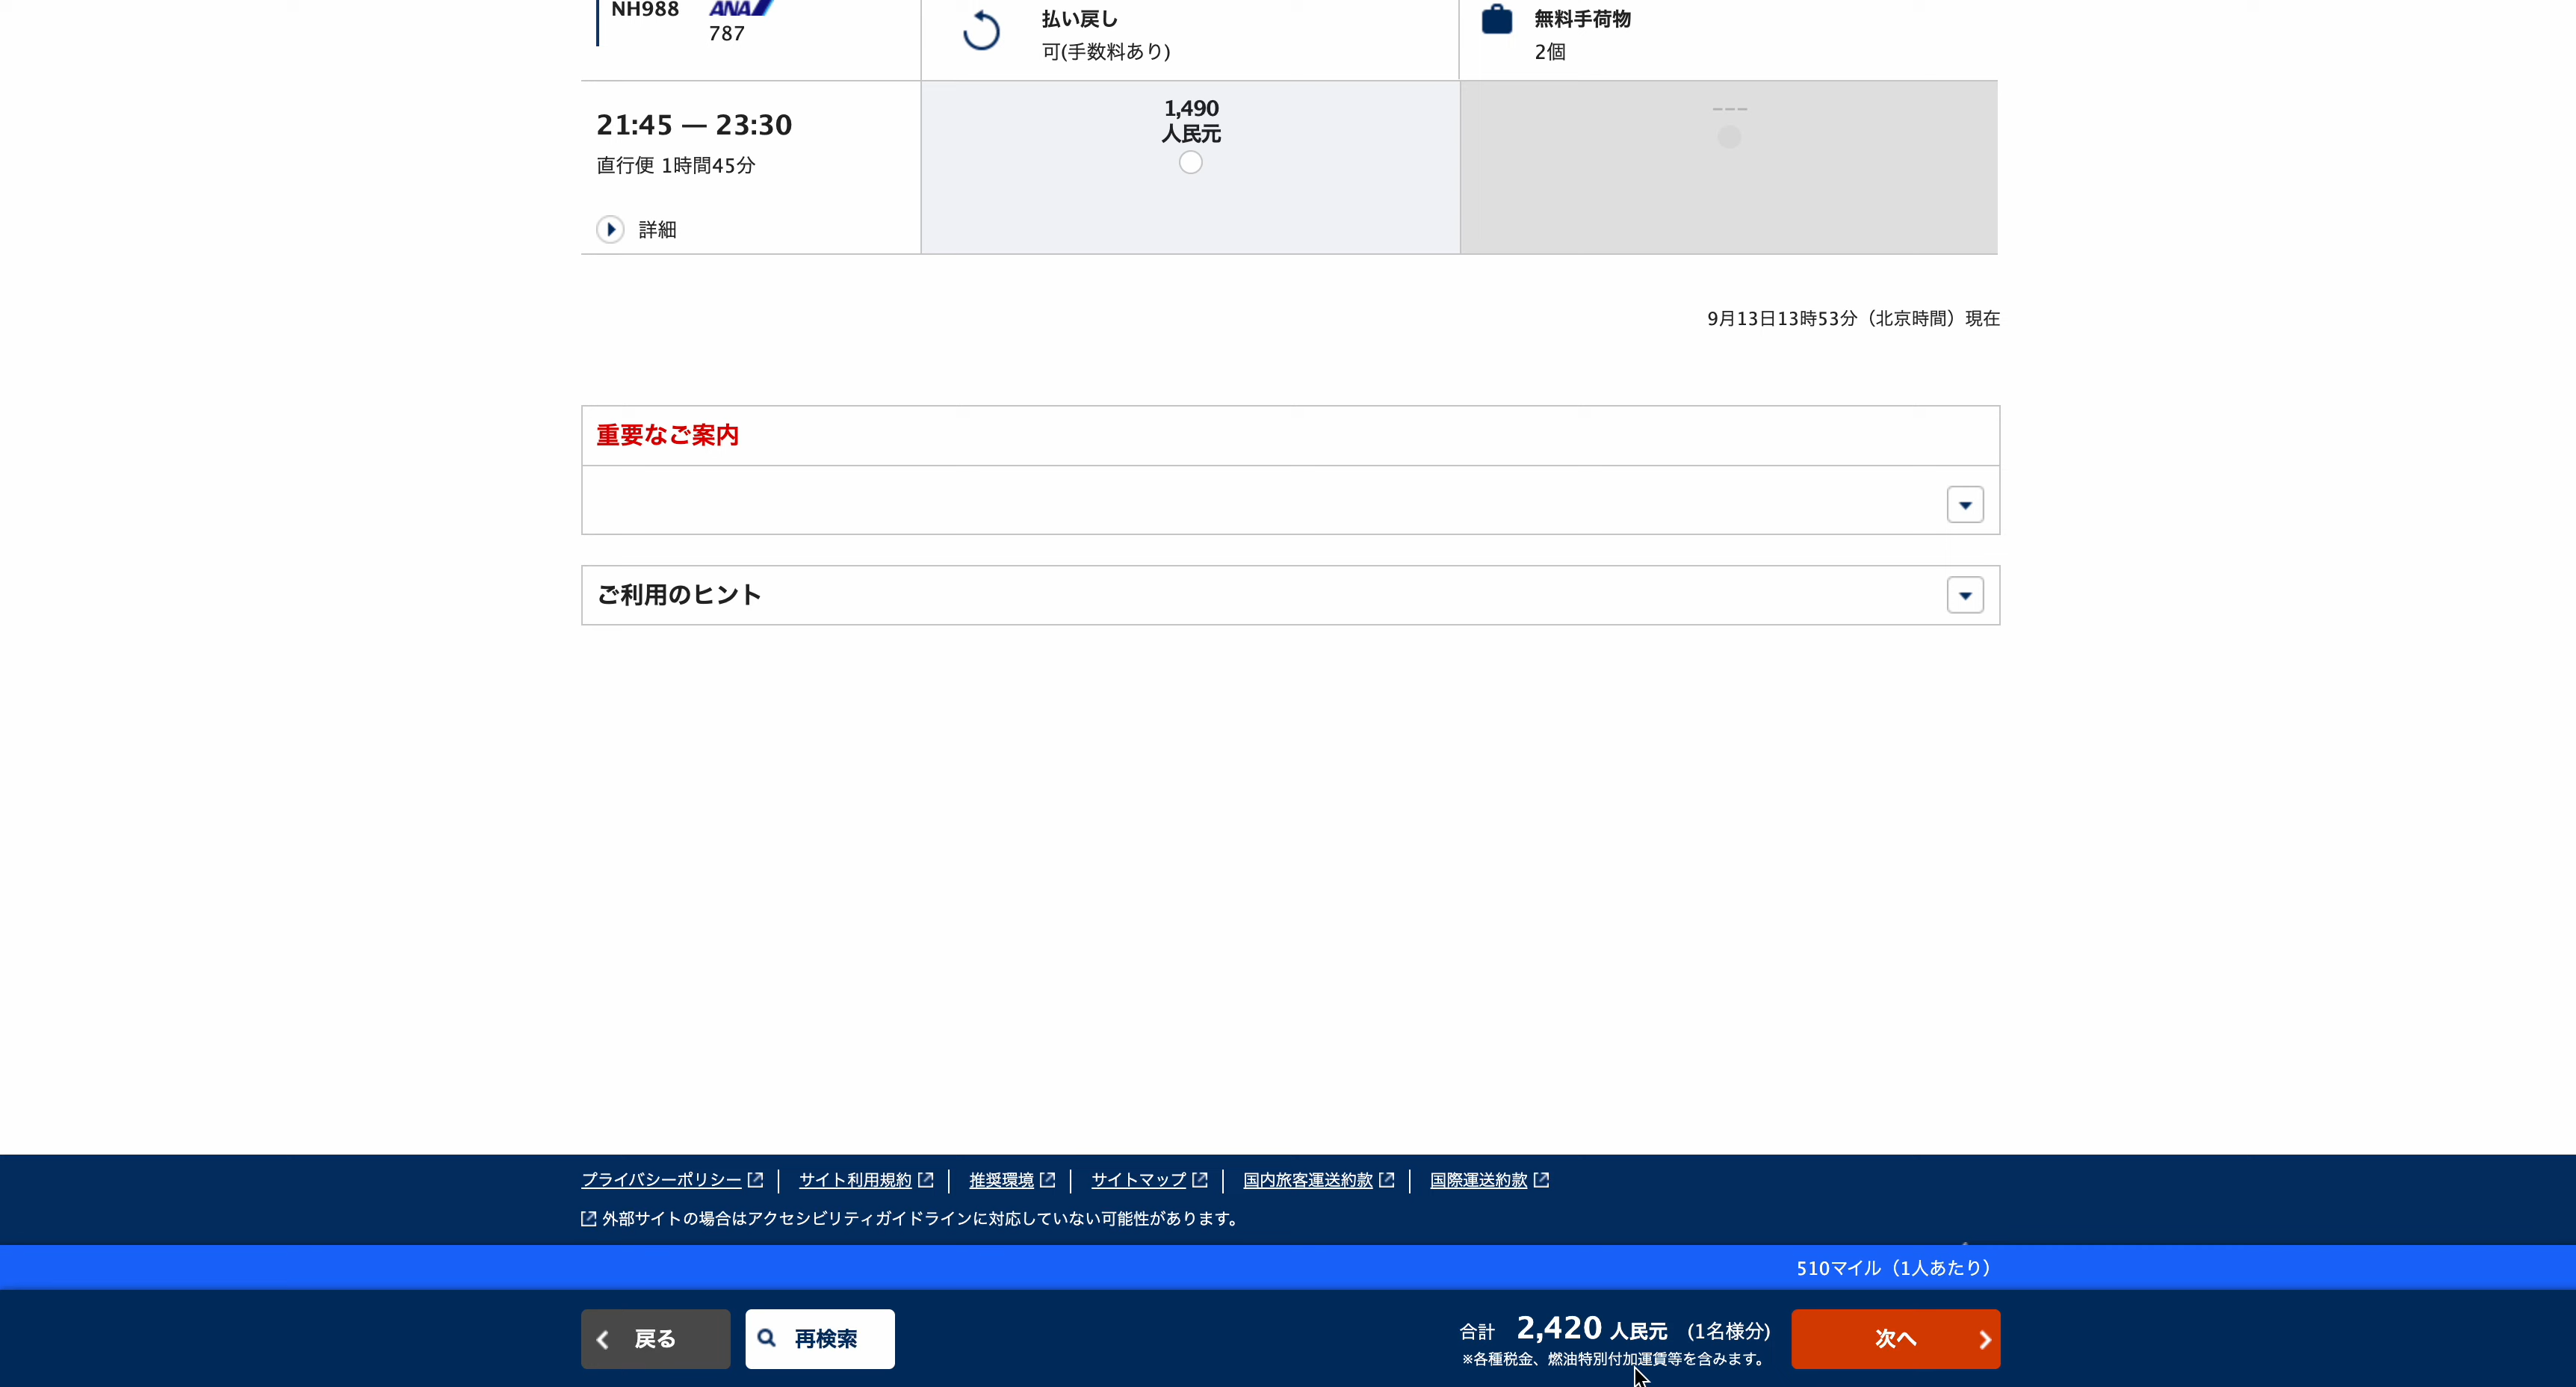 NH988 ANA
787
払い戻し
可(手数料あり)
無料手荷物
2個
21:45 — 23:30
直行便 1時間45分
詳細
1,490
人民元
---
9月13日13時53分（北京時間）現在
重要なご案内
ご利用のヒント
プライバシーポリシー サイト利用規約 推奨環境 サイトマップ 国内旅客運送約款 国際運送約款
外部サイトの場合はアクセシビリティガイドラインに対応していない可能性があります。
510マイル（1人あたり）
戻る 再検索
合計 2,420 人民元 (1名様分)
※各種税金、燃油特別付加運賃等を含みます。
次へ